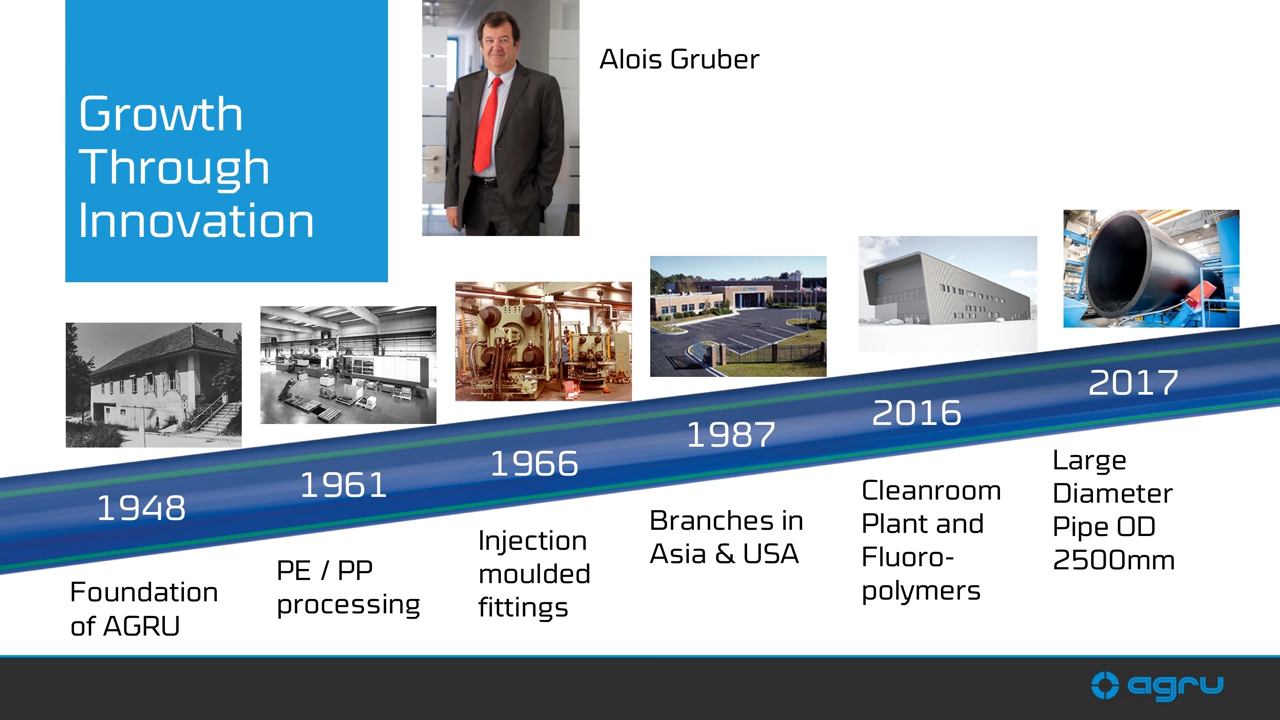 Growth
Through
Innovation
Alois Gruber
1948
1961
1966
1987
2016
2017
Foundation
of AGRU
PE / PP
processing
Injection
moulded
fittings
Branches in
Asia & USA
Cleanroom
Plant and
Fluoro-
polymers
Large
Diameter
Pipe OD
2500mm
agru